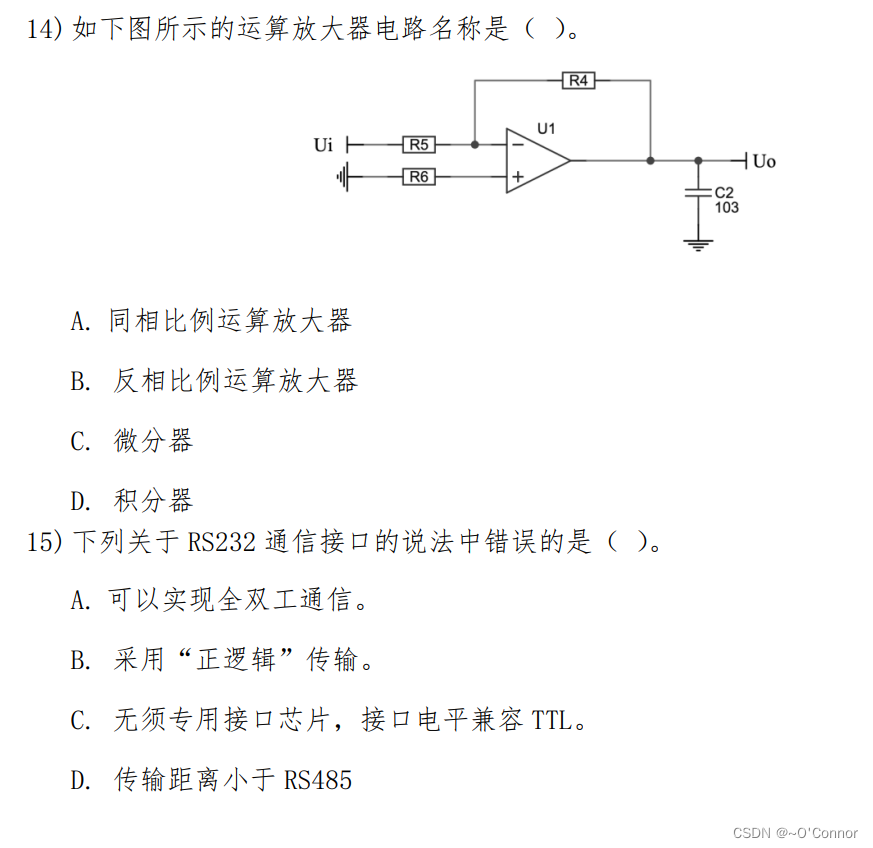 14) 如下图所示的运算放大器电路名称是（ ）。
R4
U1
Ui
R5
−
Uo
R6
+
C2
103
A. 同相比例运算放大器
B. 反相比例运算放大器
C. 微分器
D. 积分器
15) 下列关于 RS232 通信接口的说法中错误的是（ ）。
A. 可以实现全双工通信。
B. 采用“正逻辑”传输。
C. 无须专用接口芯片，接口电平兼容 TTL。
D. 传输距离小于 RS485
CSDN @~O'Connor